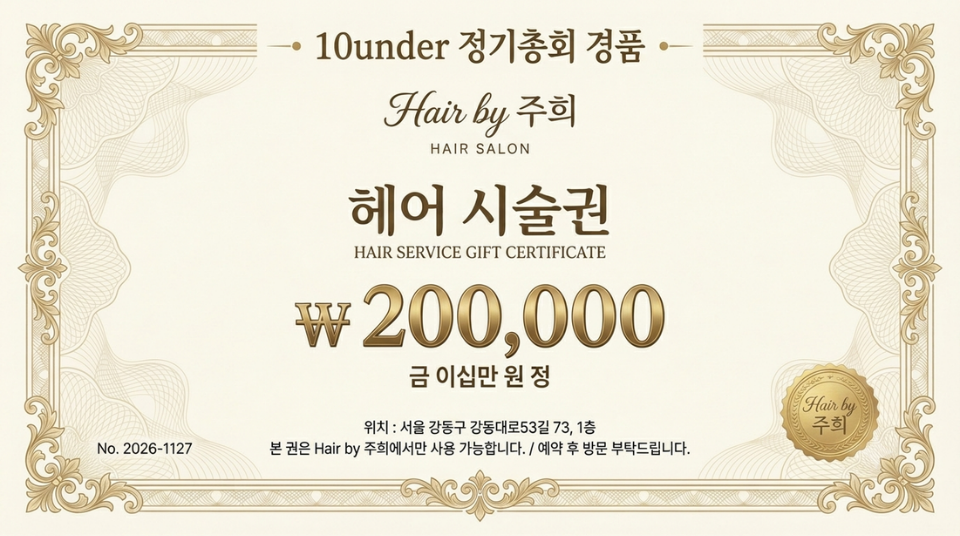 10under 정기총회 경품
Hair by 주희
HAIR SALON
헤어 시술권
HAIR SERVICE GIFT CERTIFICATE
₩200,000
금 이십만 원 정
위치 : 서울 강동구 강동대로53길 73, 1층
No. 2026-1127
본 권은 Hair by 주희에서만 사용 가능합니다. / 예약 후 방문 부탁드립니다.
Hair by
주희